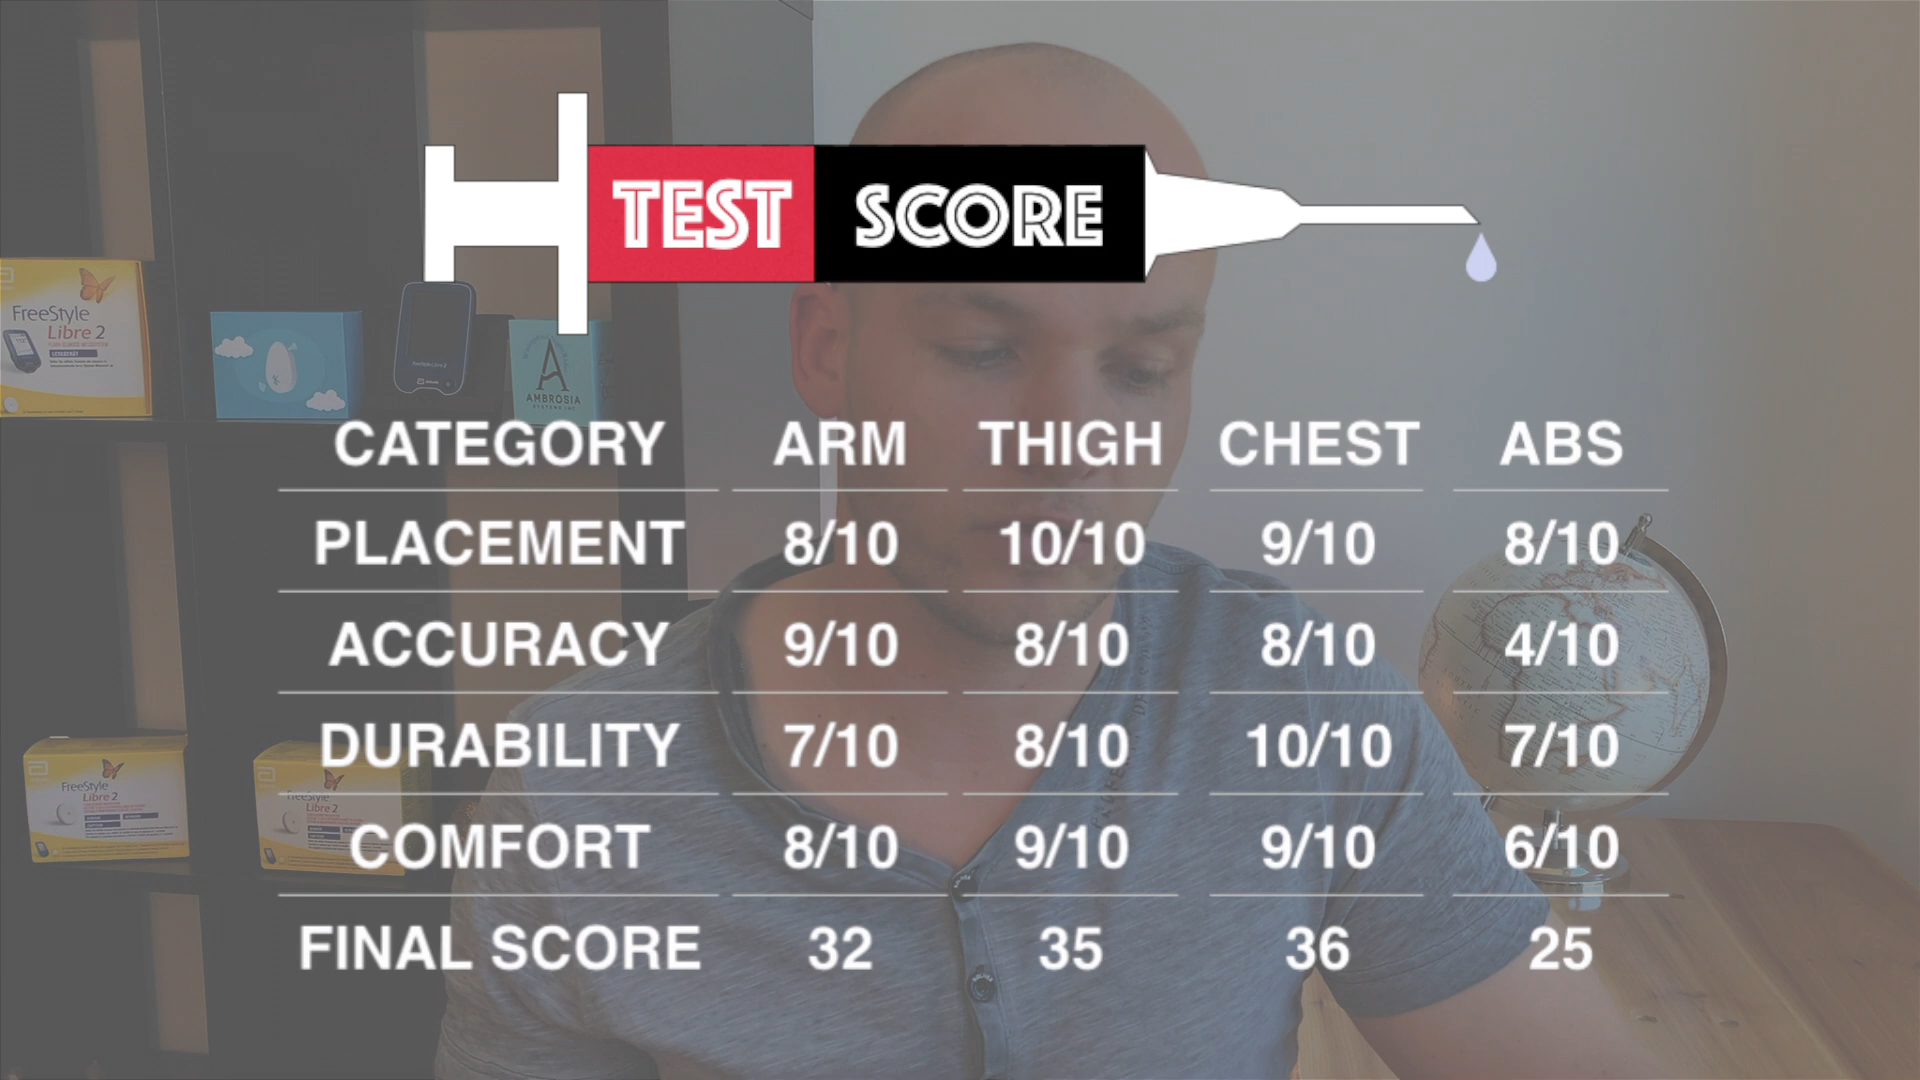 TEST SCORE
FreeStyle
Libre 2
AMBROSIA
SYSTEMS INC
CATEGORY ARM THIGH CHEST ABS
PLACEMENT 8/10 10/10 9/10 8/10
ACCURACY 9/10 8/10 8/10 4/10
DURABILITY 7/10 8/10 10/10 7/10
COMFORT 8/10 9/10 9/10 6/10
FINAL SCORE 32 35 36 25
FreeStyle
Libre 2
FreeStyle
Libre 2